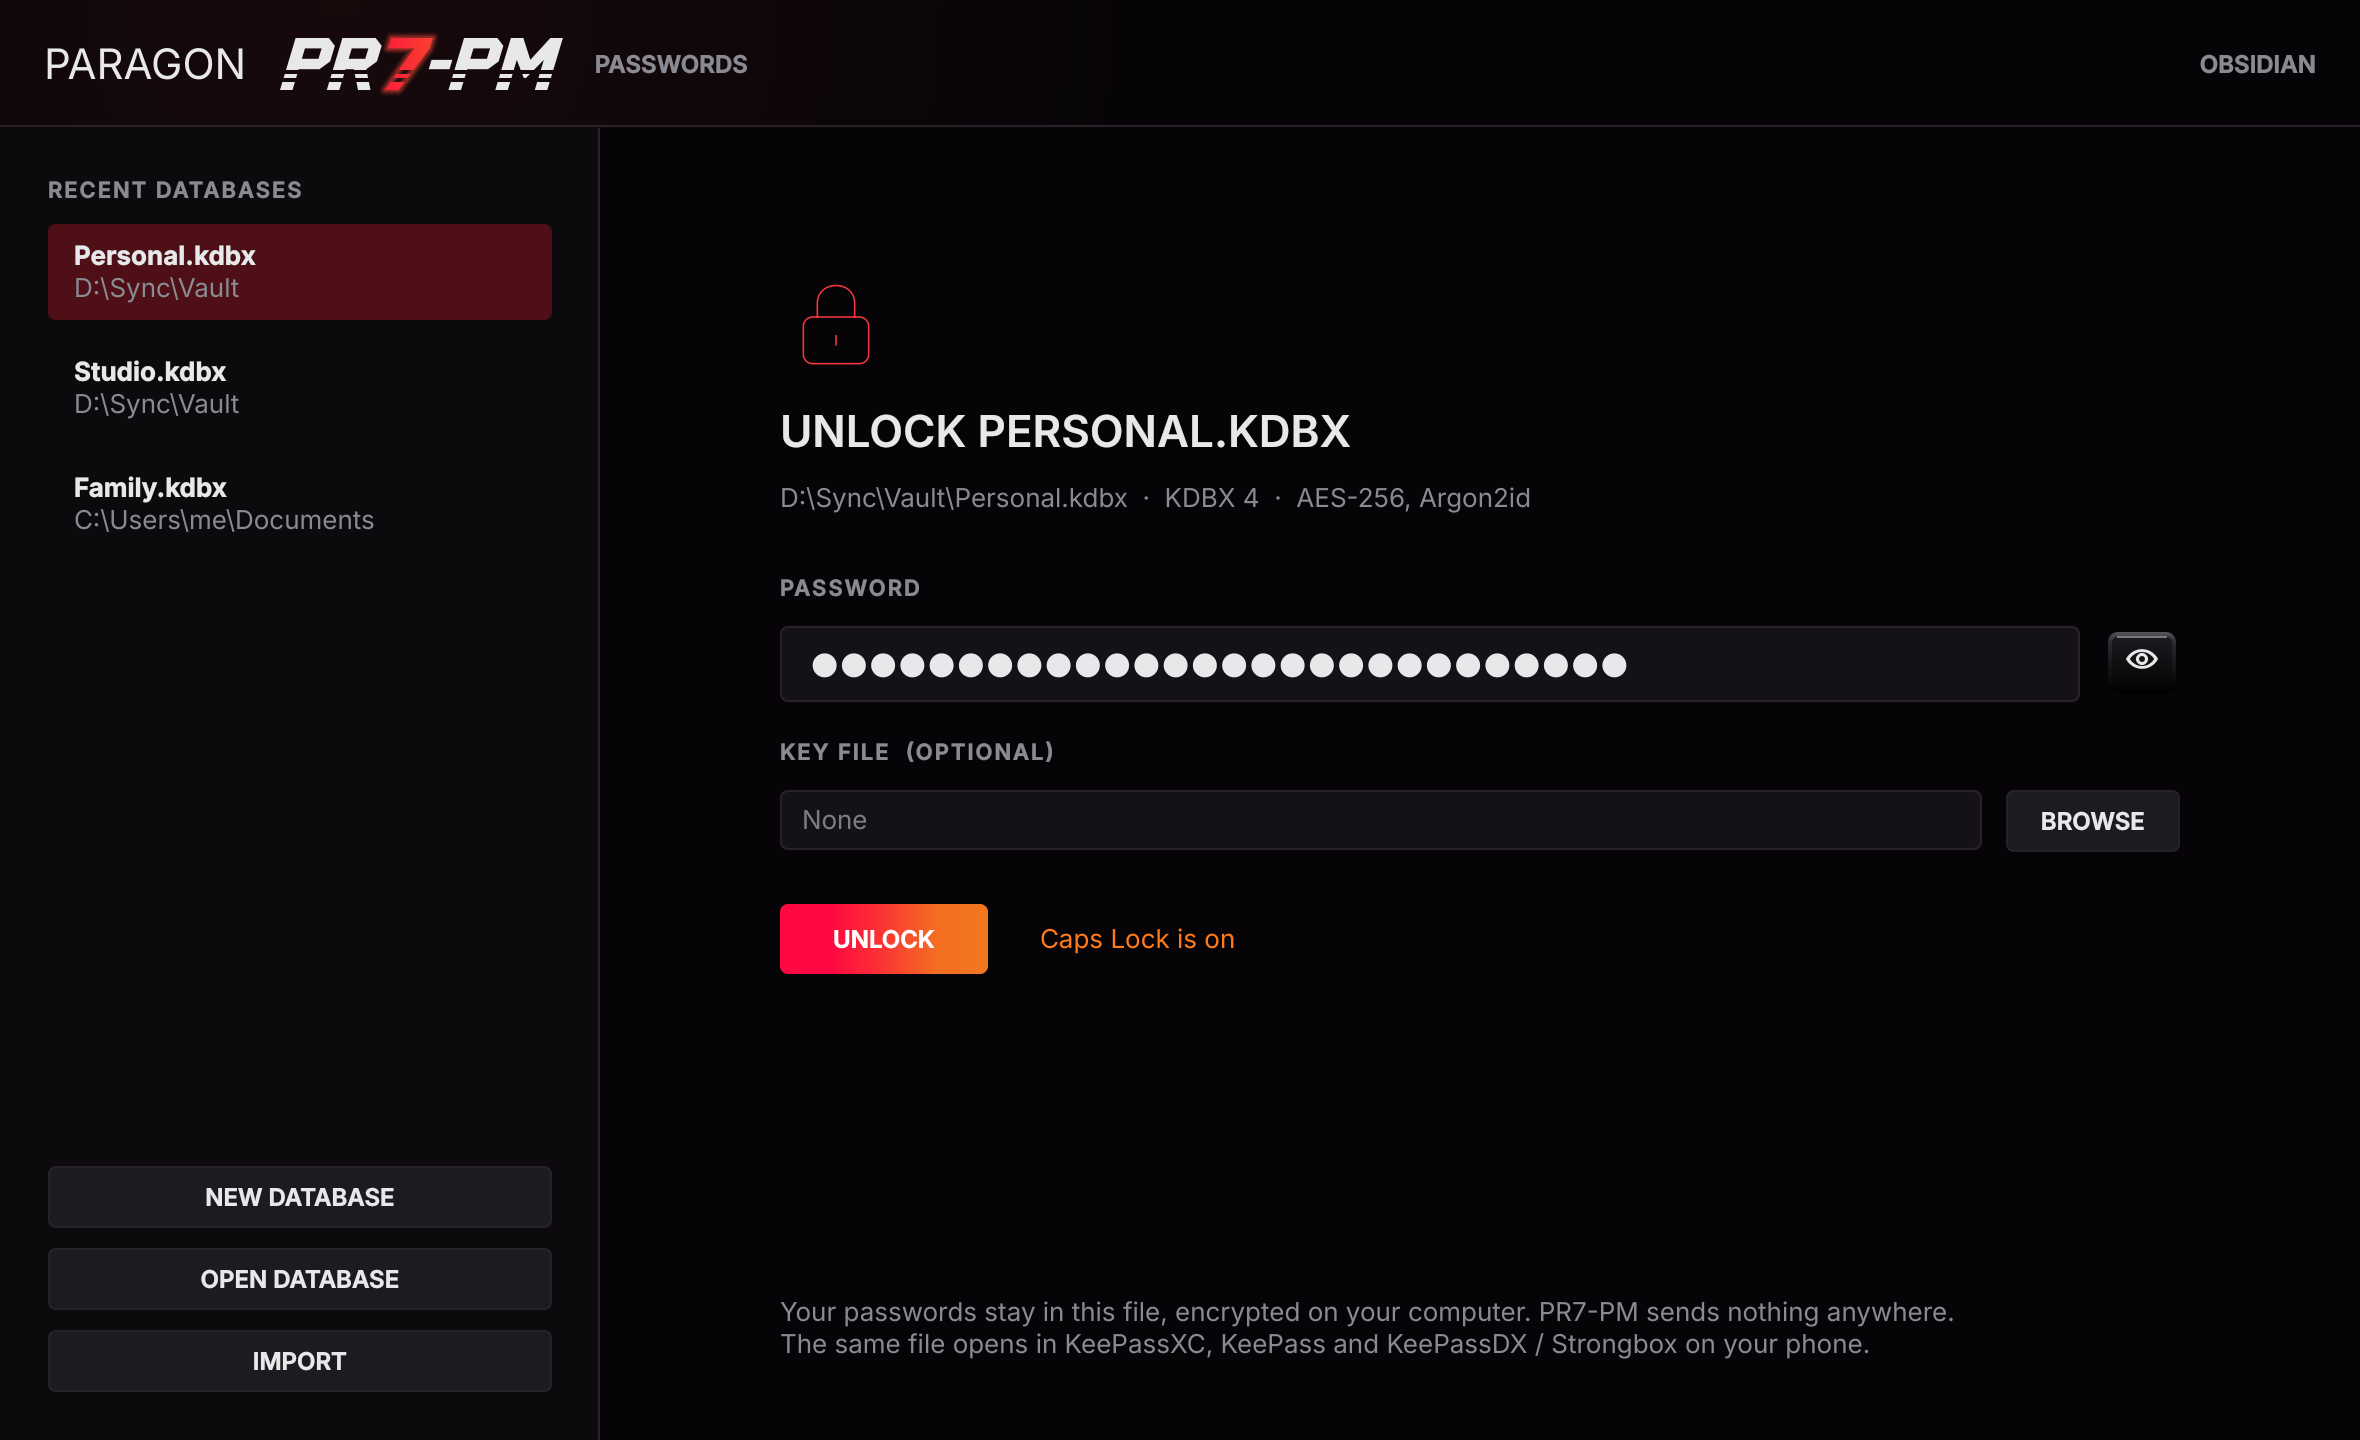 PARAGON PR7-PM PASSWORDS OBSIDIAN
RECENT DATABASES
Personal.kdbx
D:\Sync\Vault
Studio.kdbx
D:\Sync\Vault
Family.kdbx
C:\Users\me\Documents
NEW DATABASE
OPEN DATABASE
IMPORT
UNLOCK PERSONAL.KDBX
D:\Sync\Vault\Personal.kdbx · KDBX 4 · AES-256, Argon2id
PASSWORD
KEY FILE (OPTIONAL)
None BROWSE
UNLOCK Caps Lock is on
Your passwords stay in this file, encrypted on your computer. PR7-PM sends nothing anywhere.
The same file opens in KeePassXC, KeePass and KeePassDX / Strongbox on your phone.